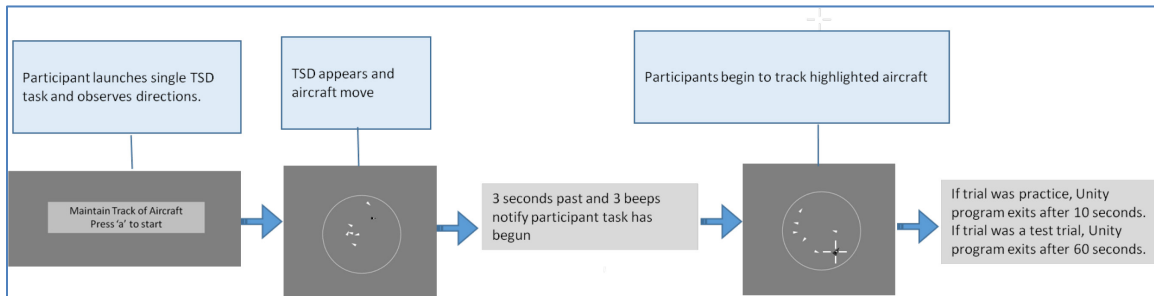 Participant launches single TSD
task and observes directions.
TSD appears and
aircraft move
Participants begin to track highlighted aircraft
Maintain Track of Aircraft
Press 'a' to start
3 seconds past and 3 beeps
notify participant task has
begun
If trial was practice, Unity
program exits after 10 seconds.
If trial was a test trial, Unity
program exits after 60 seconds.